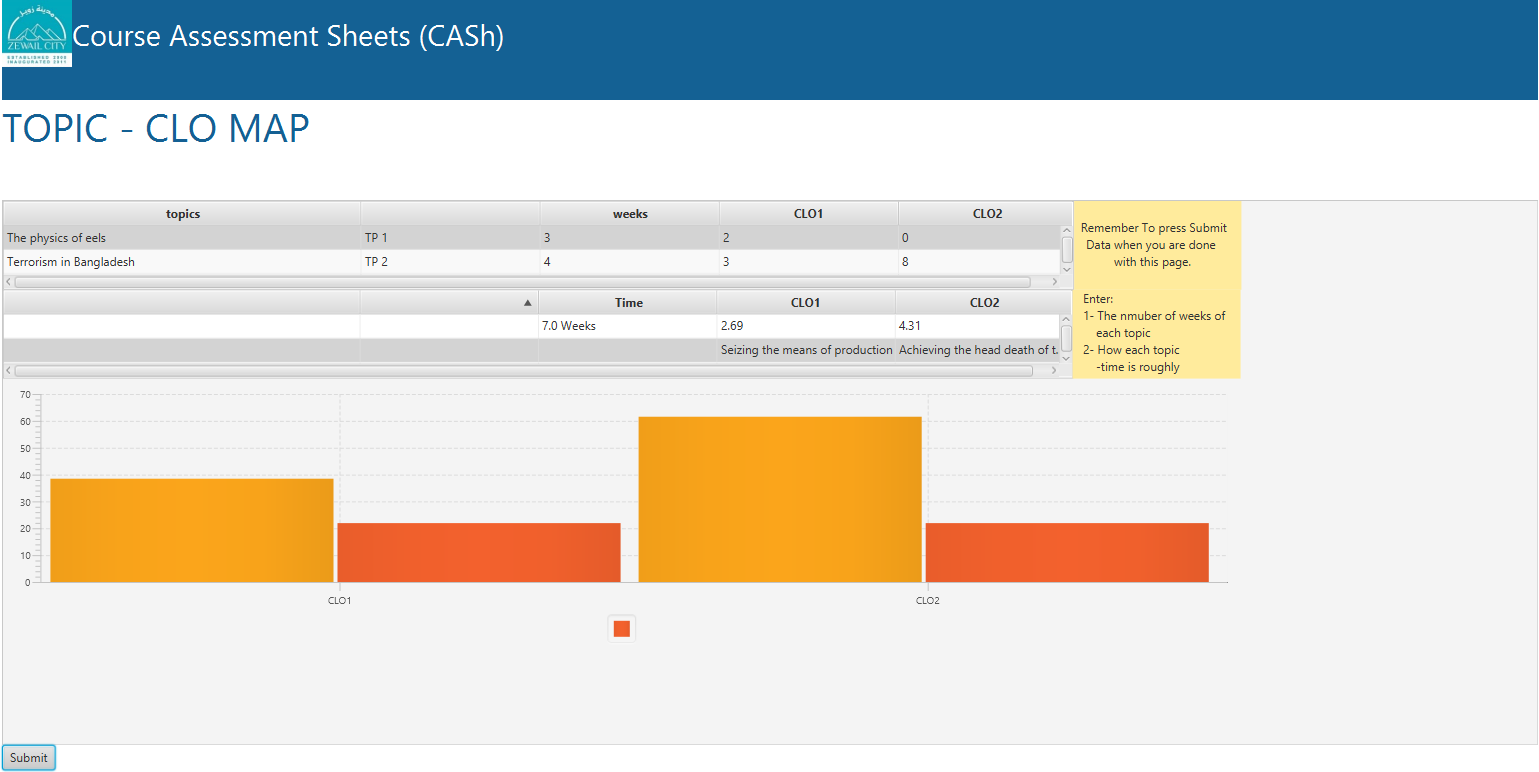 مدينة زويل
ZEWAIL CITY
ESTABLISHED 2000
INAUGURATED 2011
Course Assessment Sheets (CASh)
TOPIC - CLO MAP
topics weeks CLO1 CLO2
The physics of eels TP 1 3 2 0
Terrorism in Bangladesh TP 2 4 3 8
Time CLO1 CLO2
7.0 Weeks 2.69 4.31
Seizing the means of production Achieving the head death of t.
Remember To press Submit
Data when you are done
with this page.
Enter:
1- The nmuber of weeks of
each topic
2- How each topic
-time is roughly
70
60
50
40
30
20
10
0
CLO1 CLO2
Submit